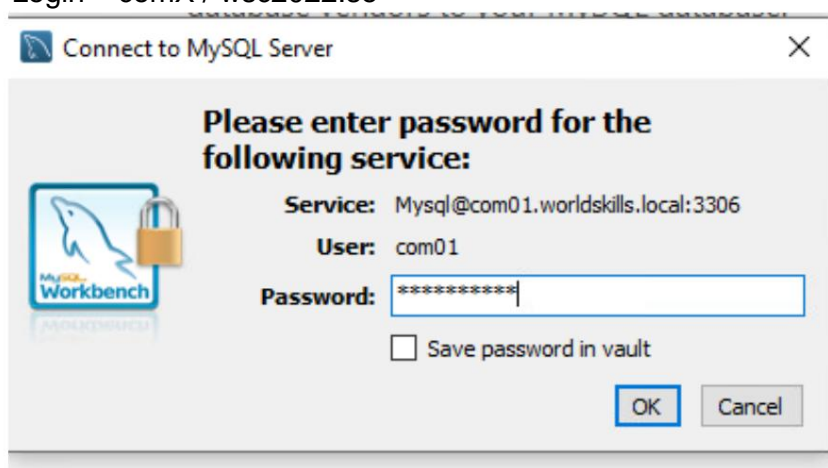 Connect to MySQL Server
Please enter password for the
following service:
Service: Mysql@com01.worldskills.local:3306
User: com01
Password: **********
MySQL
Workbench
Save password in vault
OK Cancel